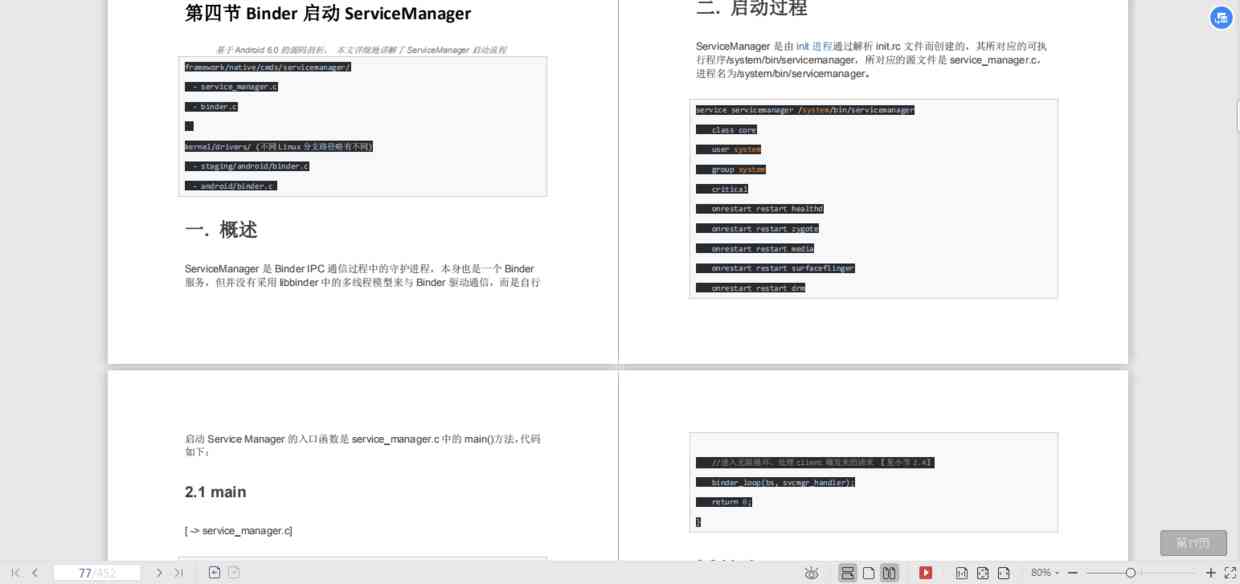 第四节 Binder 启动 ServiceManager
基于 Android 6.0 的源码剖析， 本文详细地讲解了 ServiceManager 启动流程
framework/native/cmds/servicemanager/
- service_manager.c
- binder.c
kernel/drivers/ (不同 Linux 分支路径略有不同)
- staging/android/binder.c
- android/binder.c
一. 概述
ServiceManager 是 Binder IPC 通信过程中的守护进程，本身也是一个 Binder
服务，但并没有采用 libbinder 中的多线程模型来与 Binder 驱动通信，而是自行
二. 启动过程
ServiceManager 是由 init 进程通过解析 init.rc 文件而创建的，其所对应的可执
行程序/system/bin/servicemanager，所对应的源文件是 service_manager.c，
进程名为/system/bin/servicemanager。
service servicemanager /system/bin/servicemanager
class core
user system
group system
critical
onrestart restart healthd
onrestart restart zygote
onrestart restart media
onrestart restart surfaceflinger
onrestart restart drm
启动 Service Manager 的入口函数是 service_manager.c 中的 main()方法，代码
如下：
2.1 main
[ -> service_manager.c]
//进入无限循环，处理 client 端发来的请求 【见小节 2.4】
binder_loop(bs, svcmgr_handler);
return 0;
}
第77页
77/452
80%